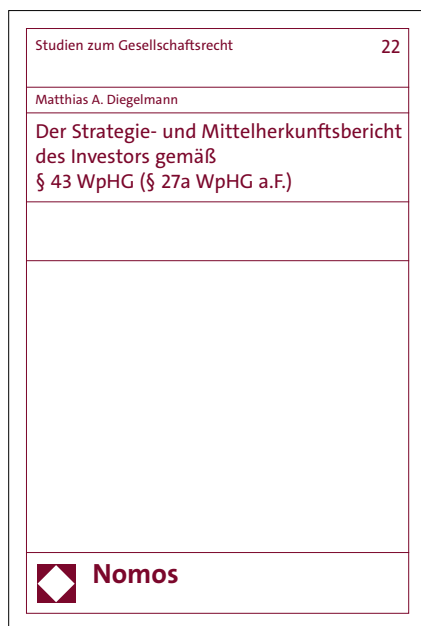 Studien zum Gesellschaftsrecht 22
Matthias A. Diegelmann
Der Strategie- und Mittelherkunftsbericht
des Investors gemäß
§ 43 WpHG (§ 27a WpHG a.F.)
Nomos